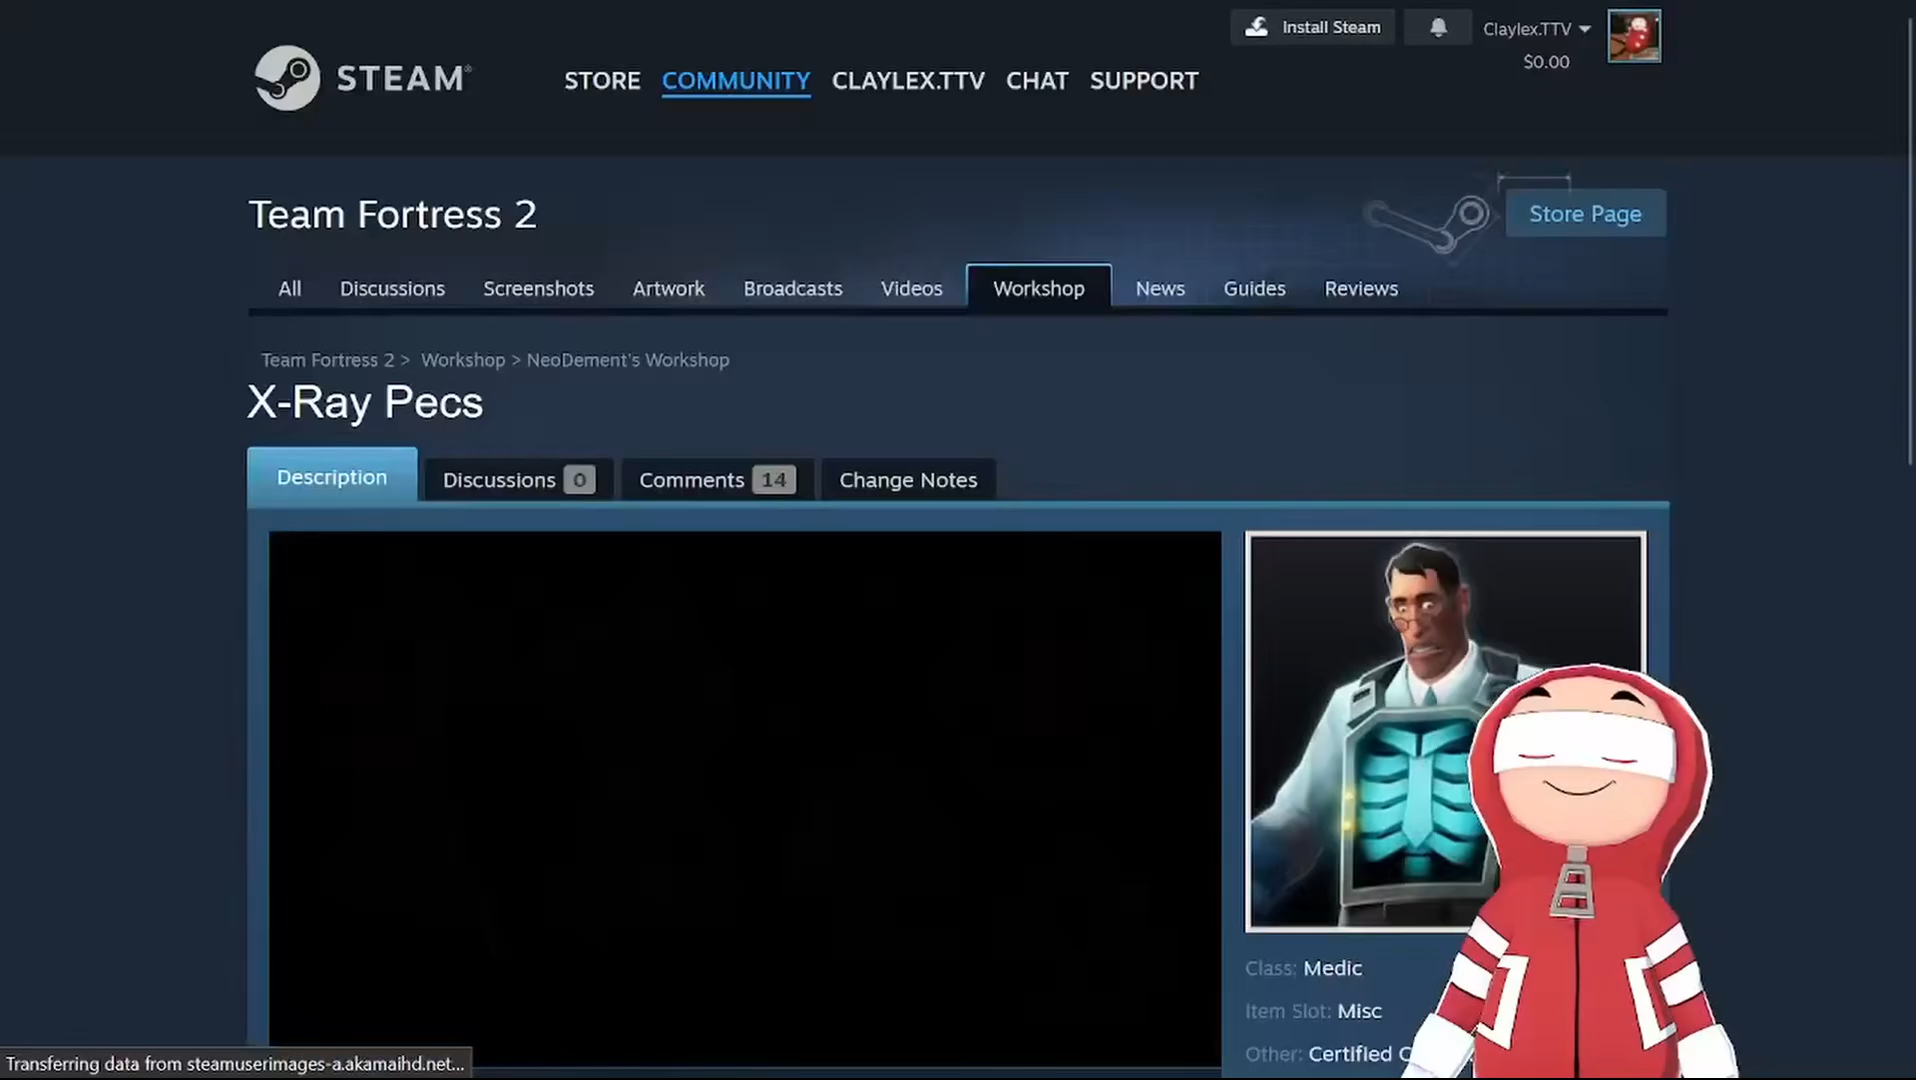 Install Steam
Claylex.TTV
$0.00
STEAM®
STORE COMMUNITY CLAYLEX.TTV CHAT SUPPORT
Team Fortress 2
Store Page
All Discussions Screenshots Artwork Broadcasts Videos Workshop News Guides Reviews
Team Fortress 2 > Workshop > NeoDement's Workshop
X-Ray Pecs
Description Discussions 0 Comments 14 Change Notes
Class: Medic
Item Slot: Misc
Other: Certified
Transferring data from steamuserimages-a.akamaihd.net...